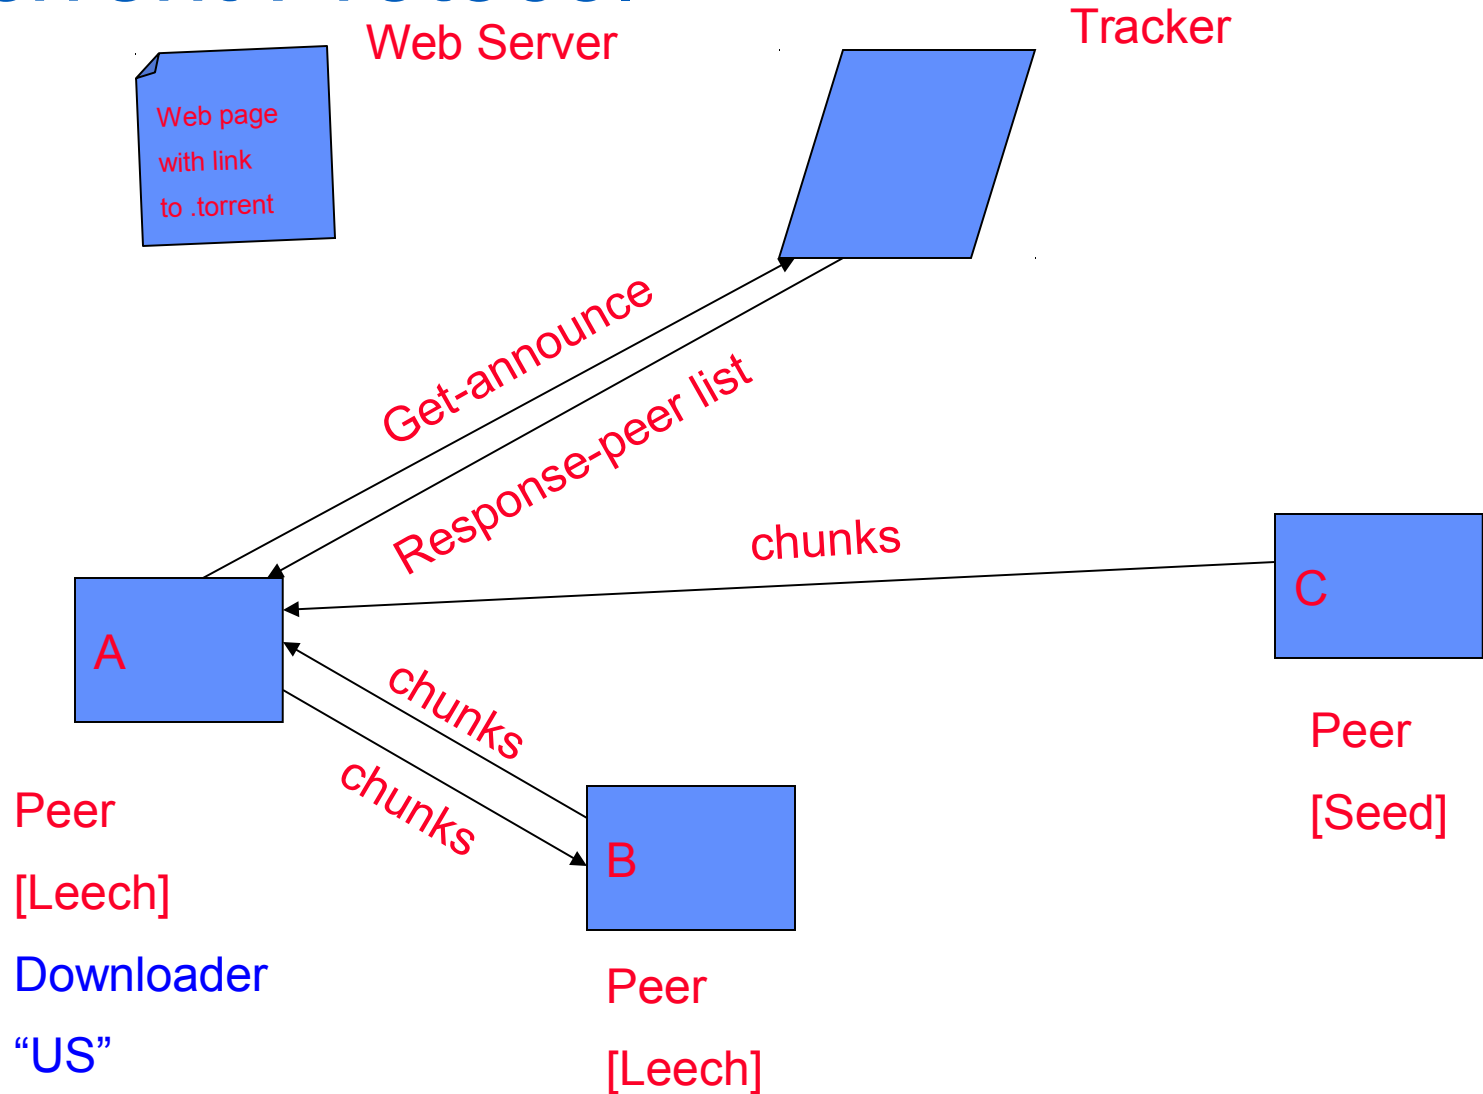 Web Server
Tracker
Web page
with link
to .torrent
Get-announce
Response-peer list
chunks
C
A
chunks
chunks
Peer
[Seed]
B
Peer
[Leech]
Downloader
“US”
Peer
[Leech]